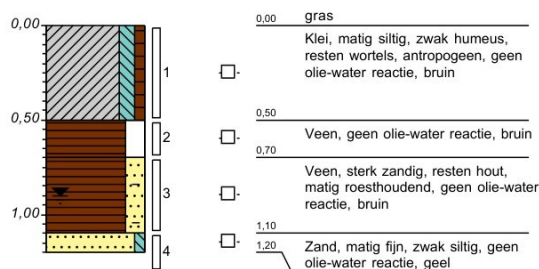 0,00
0,50
1,00
1
2
3
4
0,00
gras
Klei, matig siltig, zwak humeus,
resten wortels, antropogeen, geen
olie-water reactie, bruin
0,50
Veen, geen olie-water reactie, bruin
0,70
Veen, sterk zandig, resten hout,
matig roesthoudend, geen olie-water
reactie, bruin
1,10
1,20
Zand, matig fijn, zwak siltig, geen
olie-water reactie, geel